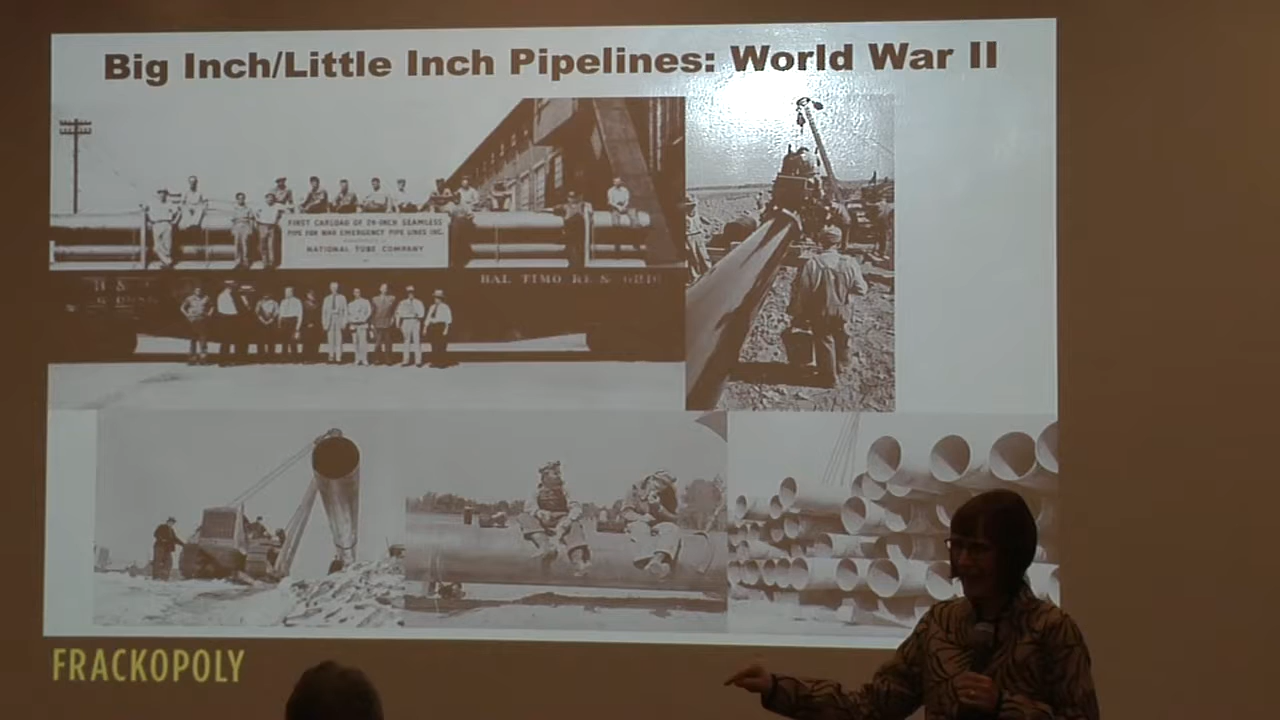 Big Inch/Little Inch Pipelines: World War II
FIRST CARLOAD OF 24-INCH SEAMLESS
PIPE FOR WAR EMERGENCY PIPE LINES INC.
NATIONAL TUBE COMPANY
BALTIMORE & OHIO
FRACKOPOLY